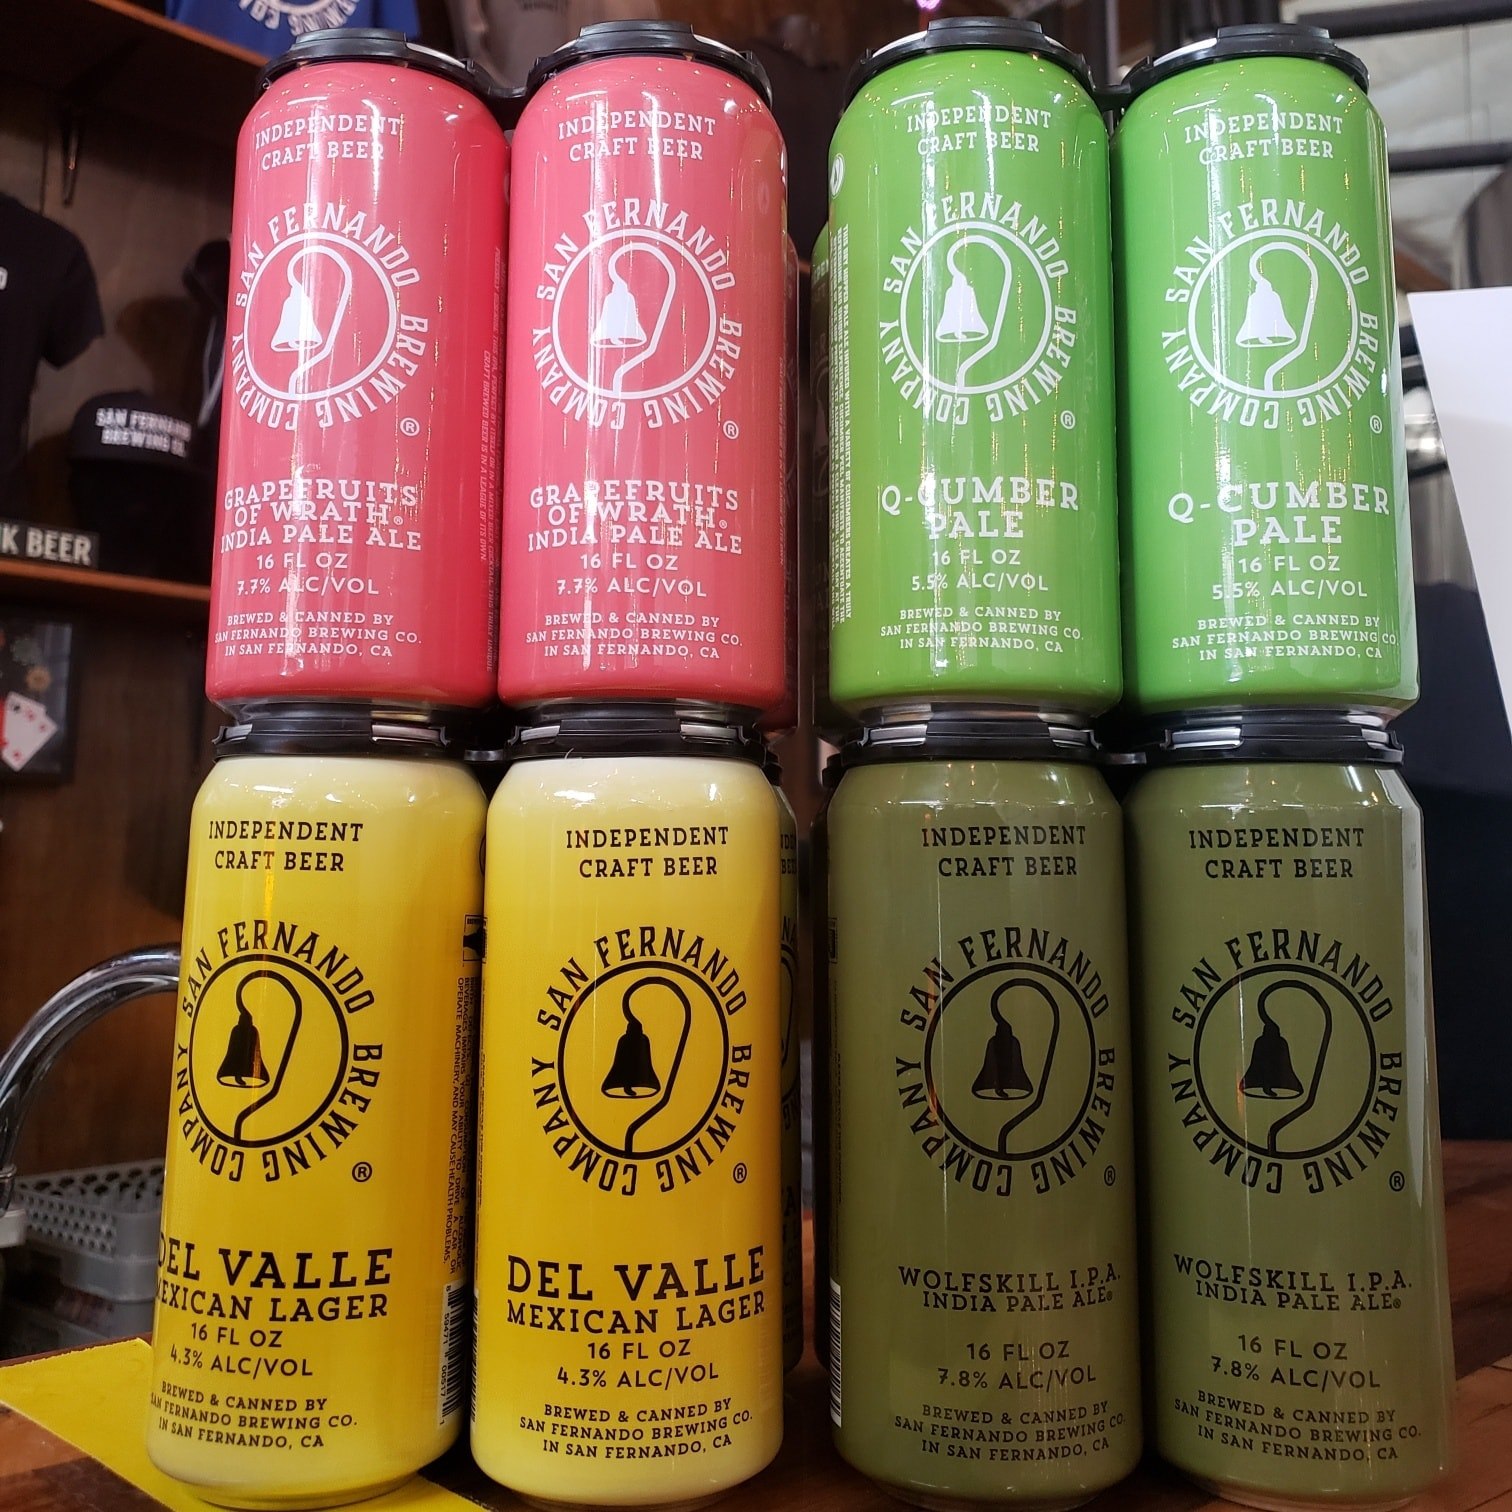 INDEPENDENT
CRAFT BEER
SAN FERNANDO BREWING COMPANY ®
GRAPEFRUITS
OF WRATH®
INDIA PALE ALE
16 FL OZ
7.7% ALC/VOL
BREWED & CANNED BY
SAN FERNANDO BREWING CO.
IN SAN FERNANDO, CA
INDEPENDENT
CRAFT BEER
SAN FERNANDO BREWING COMPANY ®
GRAPEFRUITS
OF WRATH®
INDIA PALE ALE
16 FL OZ
7.7% ALC/VOL
BREWED & CANNED BY
SAN FERNANDO BREWING CO.
IN SAN FERNANDO, CA
INDEPENDENT
CRAFT BEER
SAN FERNANDO BREWING COMPANY ®
Q-CUMBER
PALE
16 FL OZ
5.5% ALC/VOL
BREWED & CANNED BY
SAN FERNANDO BREWING CO.
IN SAN FERNANDO, CA
INDEPENDENT
CRAFT BEER
SAN FERNANDO BREWING COMPANY ®
Q-CUMBER
PALE
16 FL OZ
5.5% ALC/VOL
BREWED & CANNED BY
SAN FERNANDO BREWING CO.
IN SAN FERNANDO, CA
SAN FERNANDO
BREWING CO.
K BEER
INDEPENDENT
CRAFT BEER
SAN FERNANDO BREWING COMPANY ®
DEL VALLE
MEXICAN LAGER
16 FL OZ
4.3% ALC/VOL
BREWED & CANNED BY
SAN FERNANDO BREWING CO.
IN SAN FERNANDO, CA
INDEPENDENT
CRAFT BEER
SAN FERNANDO BREWING COMPANY ®
DEL VALLE
MEXICAN LAGER
16 FL OZ
4.3% ALC/VOL
BREWED & CANNED BY
SAN FERNANDO BREWING CO.
IN SAN FERNANDO, CA
INDEPENDENT
CRAFT BEER
SAN FERNANDO BREWING COMPANY ®
WOLFSKILL I.P.A.
INDIA PALE ALE®
16 FL OZ
7.8% ALC/VOL
BREWED & CANNED BY
SAN FERNANDO BREWING CO.
IN SAN FERNANDO, CA
INDEPENDENT
CRAFT BEER
SAN FERNANDO BREWING COMPANY ®
WOLFSKILL I.P.A.
INDIA PALE ALE®
16 FL OZ
7.8% ALC/VOL
BREWED & CANNED BY
SAN FERNANDO BREWING CO.
IN SAN FERNANDO, CA